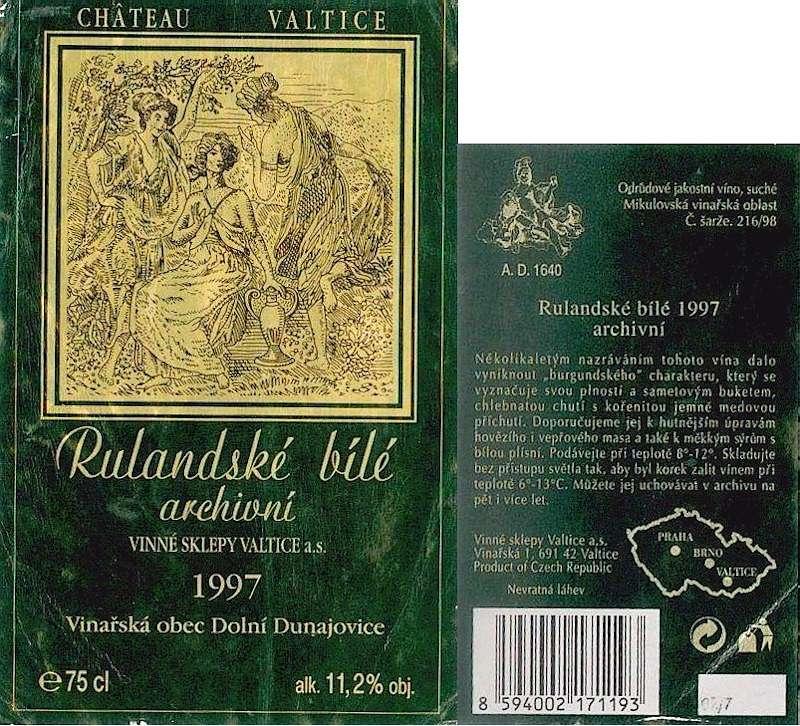 CHÂTEAU VALTICE
Rulandské bílé
archivní
VINNÉ SKLEPY VALTICE a.s.
1997
Vinařská obec Dolní Dunajovice
℮ 75 cl alk. 11,2% obj.
A. D. 1640
Odrůdové jakostní víno, suché
Mikulovská vinařská oblast
Č. šarže. 216/98
Rulandské bílé 1997
archivní
Několikaletým nazráváním tohoto vína dalo
vyniknout „burgundského" charakteru, který se
vyznačuje svou plností a sametovým buketem,
chlebnatou chutí s kořenitou jemně medovou
příchutí. Doporučujeme jej k hutnějším úpravám
hovězího i vepřového masa a také k měkkým sýrům s
bílou plísní. Podávejte při teplotě 8°-12°. Skladujte
bez přístupu světla tak, aby byl korek zalit vínem při
teplotě 6°-13°C. Můžete jej uchovávat v archivu na
pět i více let.
Vinné sklepy Valtice a.s.
Vinařská 1, 691 42 Valtice
Product of Czech Republic
Nevratná láhev
PRAHA
BRNO
VALTICE
8 594002 171193